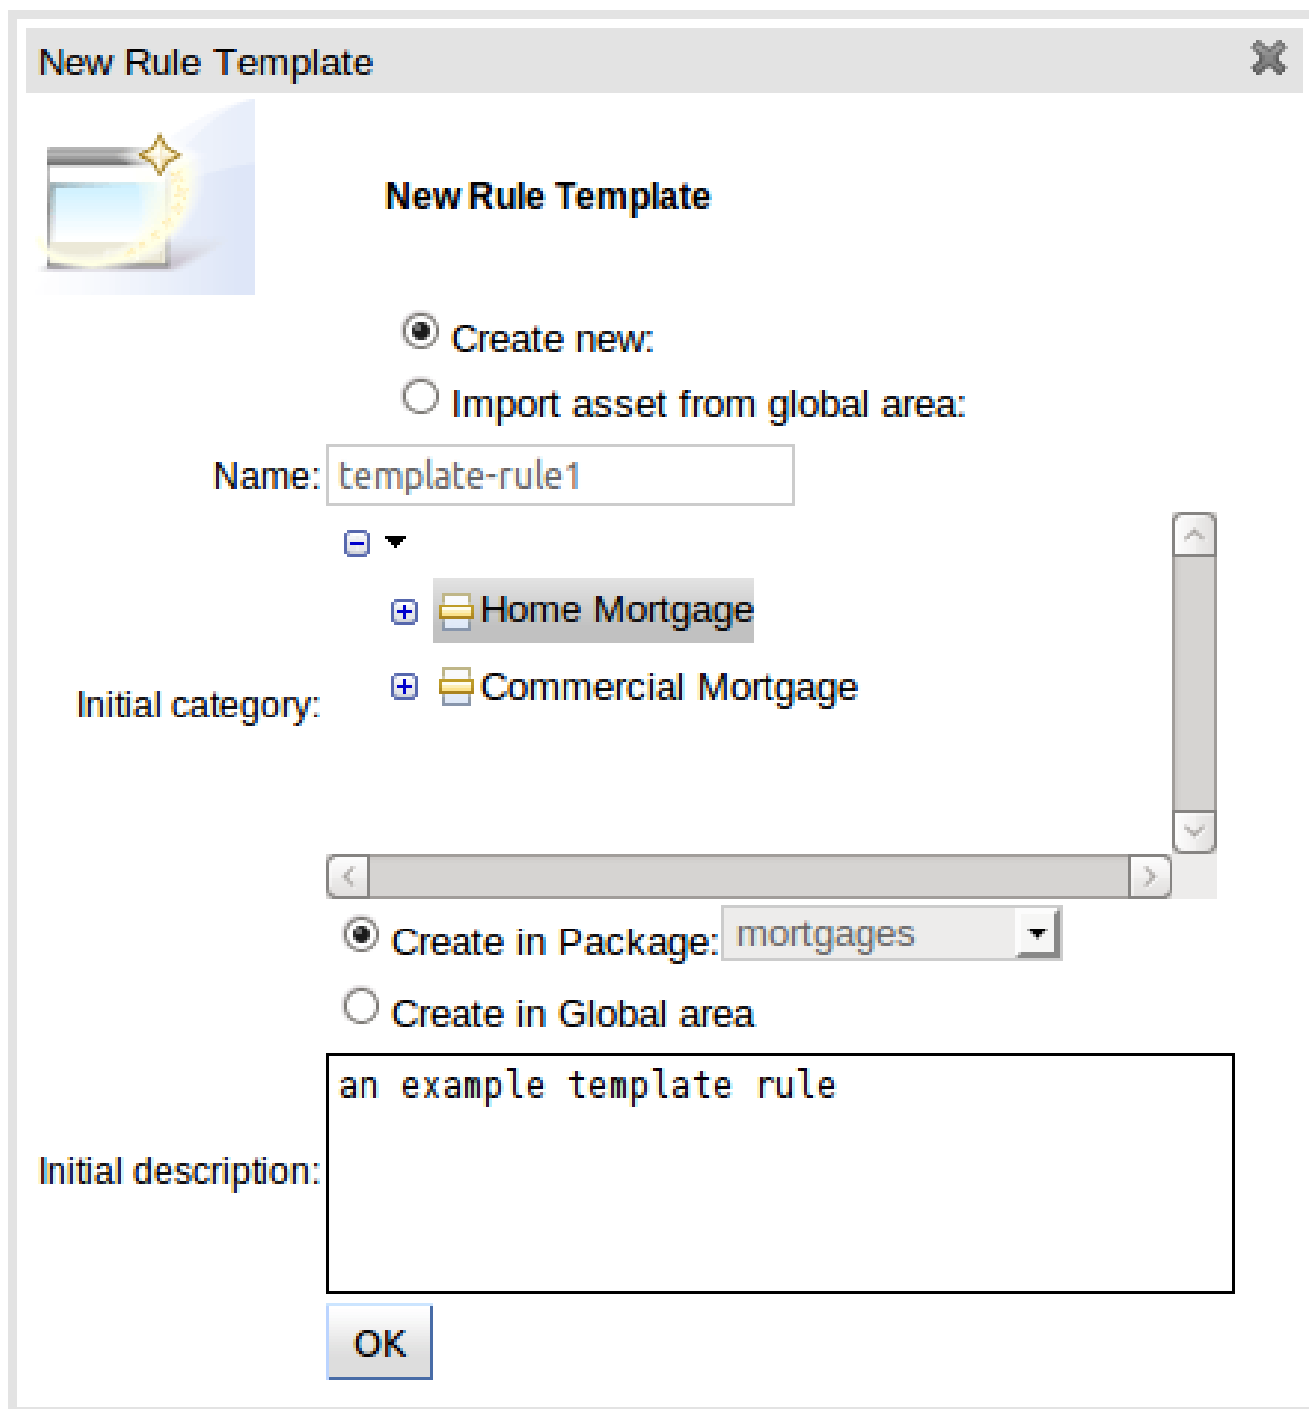 New Rule Template
New Rule Template
Create new:
Import asset from global area:
Name: template-rule1
Home Mortgage
Commercial Mortgage
Initial category:
Create in Package: mortgages
Create in Global area
an example template rule
Initial description:
OK